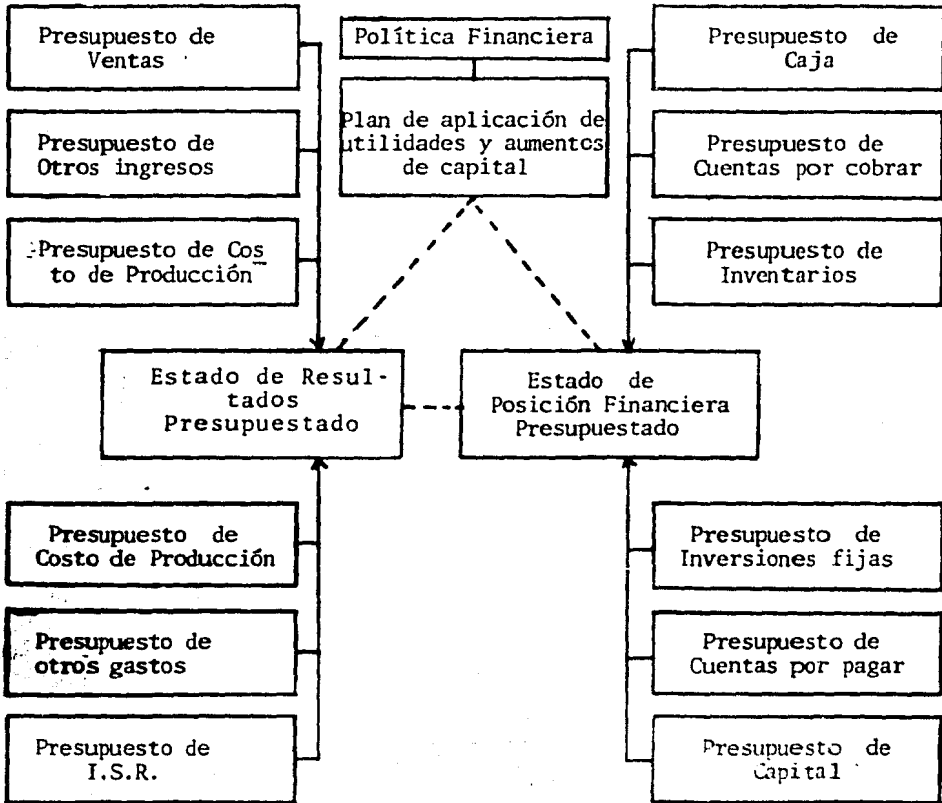 Presupuesto de
Ventas
Presupuesto de
Otros ingresos
Presupuesto de Cos
to de Producción
Política Financiera
Plan de aplicación de
utilidades y aumentos
de capital
Presupuesto de
Caja
Presupuesto de
Cuentas por cobrar
Presupuesto de
Inventarios
Estado de Resul-
tados
Presupuestado
Estado de
Posición Financiera
Presupuestado
Presupuesto de
Costo de Producción
Presupuesto de
otros gastos
Presupuesto de
I.S.R.
Presupuesto de
Inversiones fijas
Presupuesto de
Cuentas por pagar
Presupuesto de
Capital